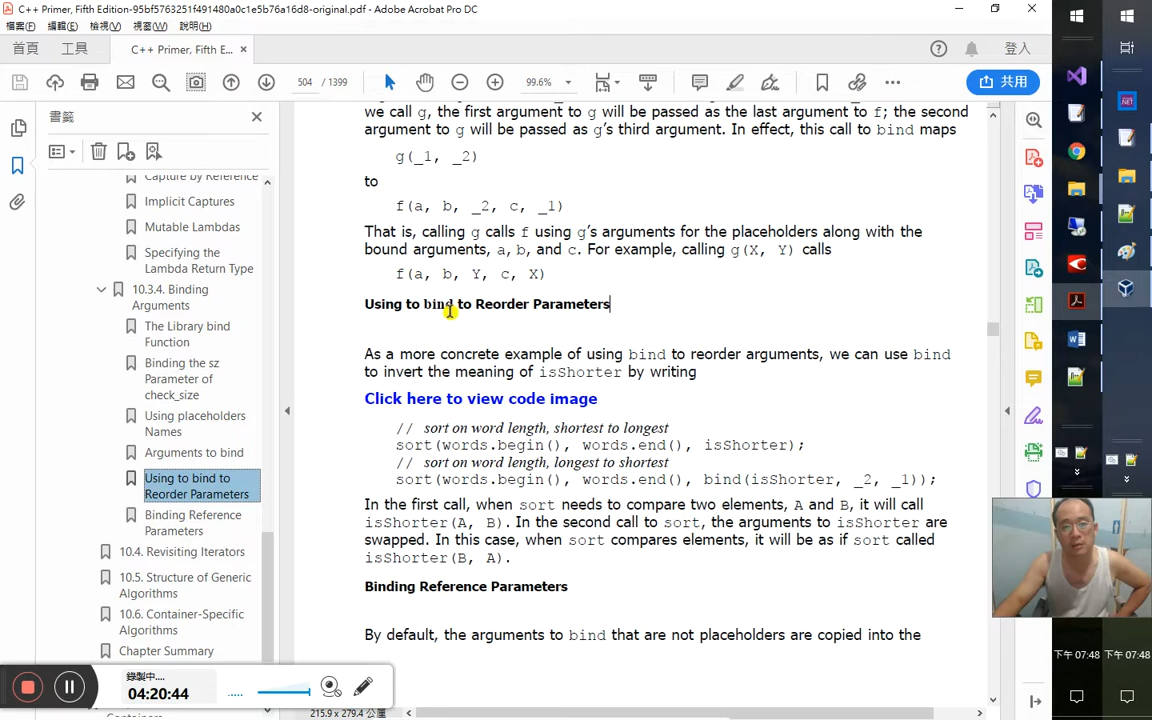 C++ Primer, Fifth Edition-95bf5763251f491480a0c1e5b76a16d8-original.pdf - Adobe Acrobat Pro DC
檔案(F) 編輯(E) 檢視(V) 視窗(W) 說明(H)
首頁 工具 C++ Primer, Fifth E... × 登入
504 / 1399 99.6% 共用
書籤
Capture by Reference
Implicit Captures
Mutable Lambdas
Specifying the
Lambda Return Type
10.3.4. Binding
Arguments
The Library bind
Function
Binding the sz
Parameter of
check_size
Using placeholders
Names
Arguments to bind
Using to bind to
Reorder Parameters
Binding Reference
Parameters
10.4. Revisiting Iterators
10.5. Structure of Generic
Algorithms
10.6. Container-Specific
Algorithms
Chapter Summary
Containers
we call g, the first argument to g will be passed as the last argument to f; the second
argument to g will be passed as g's third argument. In effect, this call to bind maps
g(_1, _2)
to
f(a, b, _2, c, _1)
That is, calling g calls f using g's arguments for the placeholders along with the
bound arguments, a, b, and c. For example, calling g(X, Y) calls
f(a, b, Y, c, X)
Using to bind to Reorder Parameters
As a more concrete example of using bind to reorder arguments, we can use bind
to invert the meaning of isShorter by writing
Click here to view code image
// sort on word length, shortest to longest
sort(words.begin(), words.end(), isShorter);
// sort on word length, longest to shortest
sort(words.begin(), words.end(), bind(isShorter, _2, _1));
In the first call, when sort needs to compare two elements, A and B, it will call
isShorter(A, B). In the second call to sort, the arguments to isShorter are
swapped. In this case, when sort compares elements, it will be as if sort called
isShorter(B, A).
Binding Reference Parameters
By default, the arguments to bind that are not placeholders are copied into the
錄製中....
04:20:44
215.9 x 279.4 公釐
下午 07:48 下午 07:48